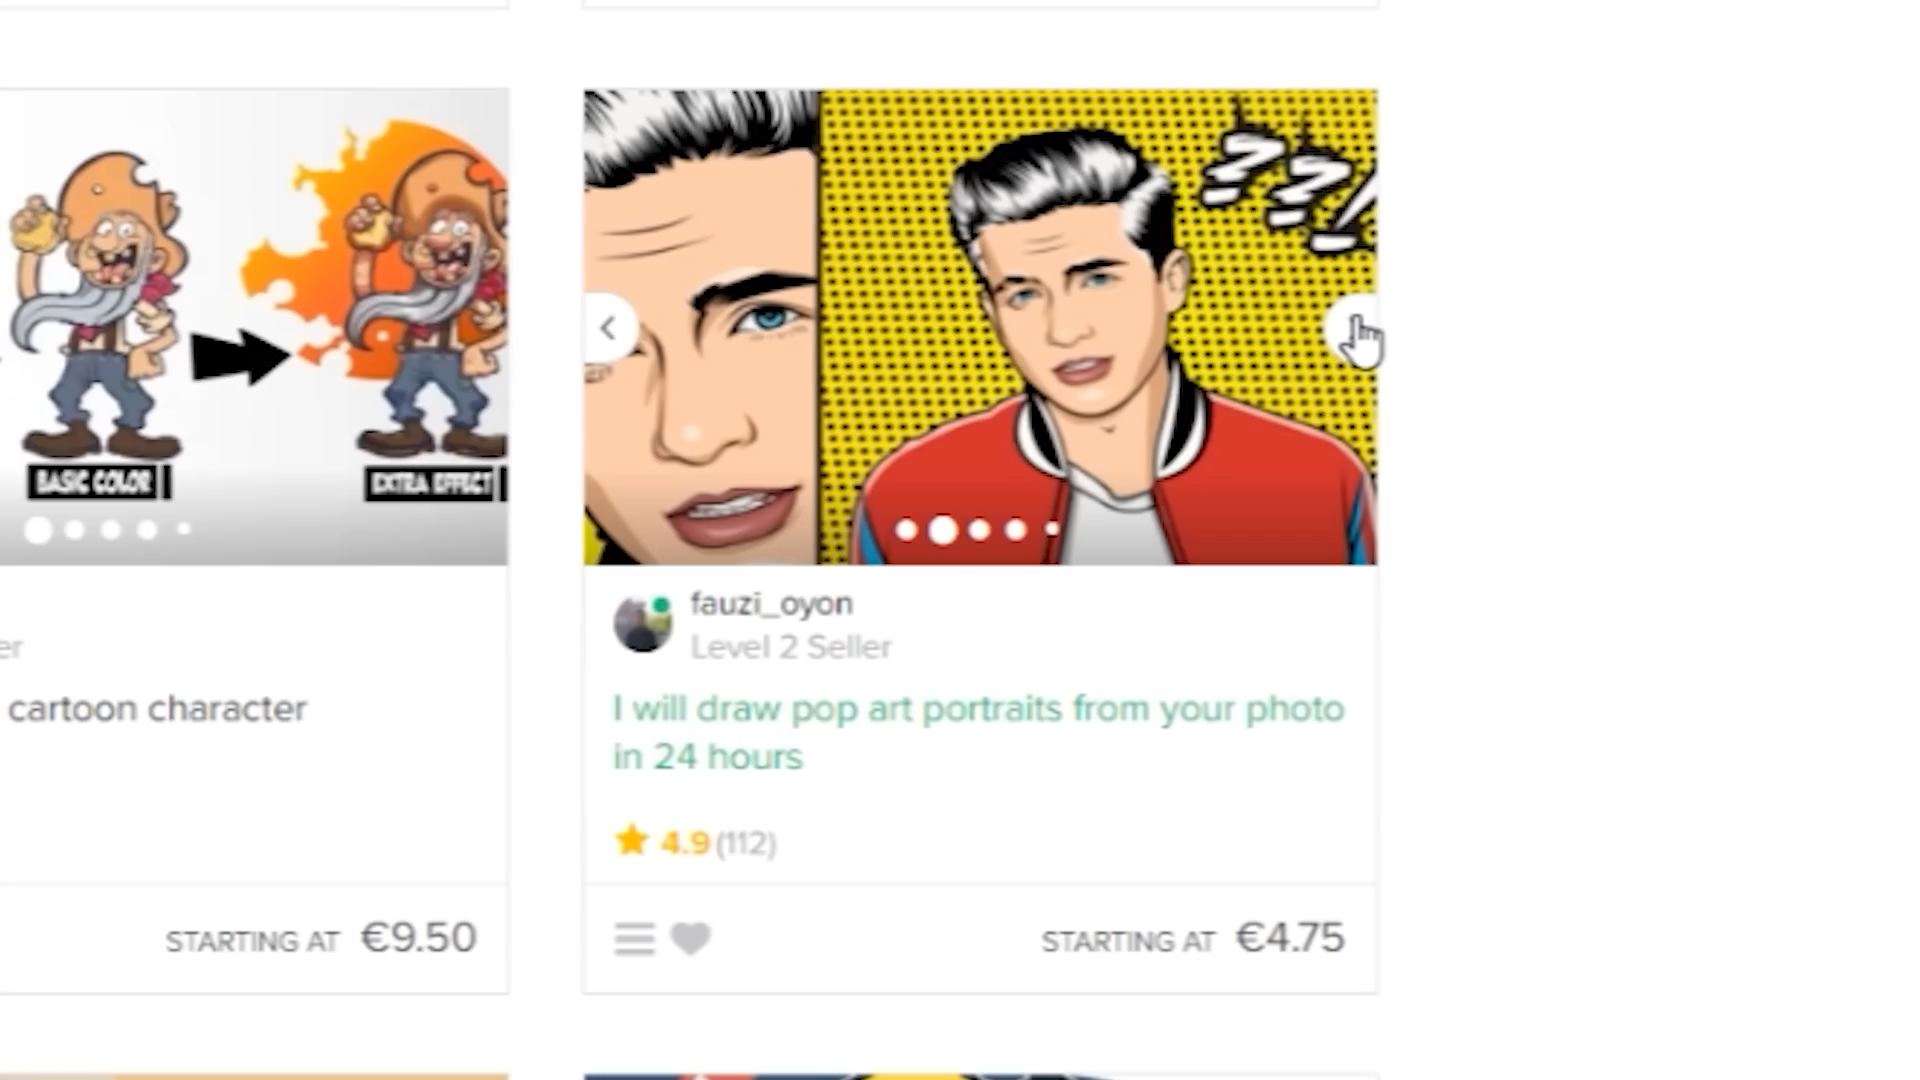 BASIC COLOR
EXTRA EFFECT
??!
er
cartoon character
STARTING AT €9.50
fauzi_oyon
Level 2 Seller
I will draw pop art portraits from your photo
in 24 hours
4.9 (112)
STARTING AT €4.75